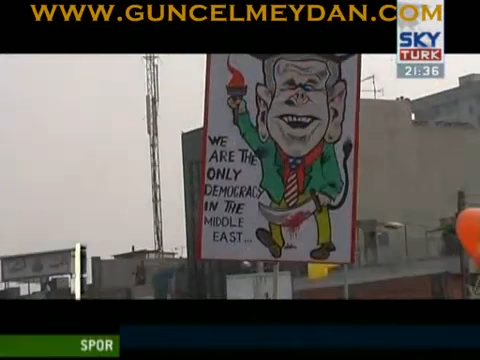 WWW.GUNCELMEYDAN.COM
SKY
TURK
21:36
WE
ARE THE
ONLY
DEMOCRACY
IN THE
MIDDLE
EAST...
SPOR